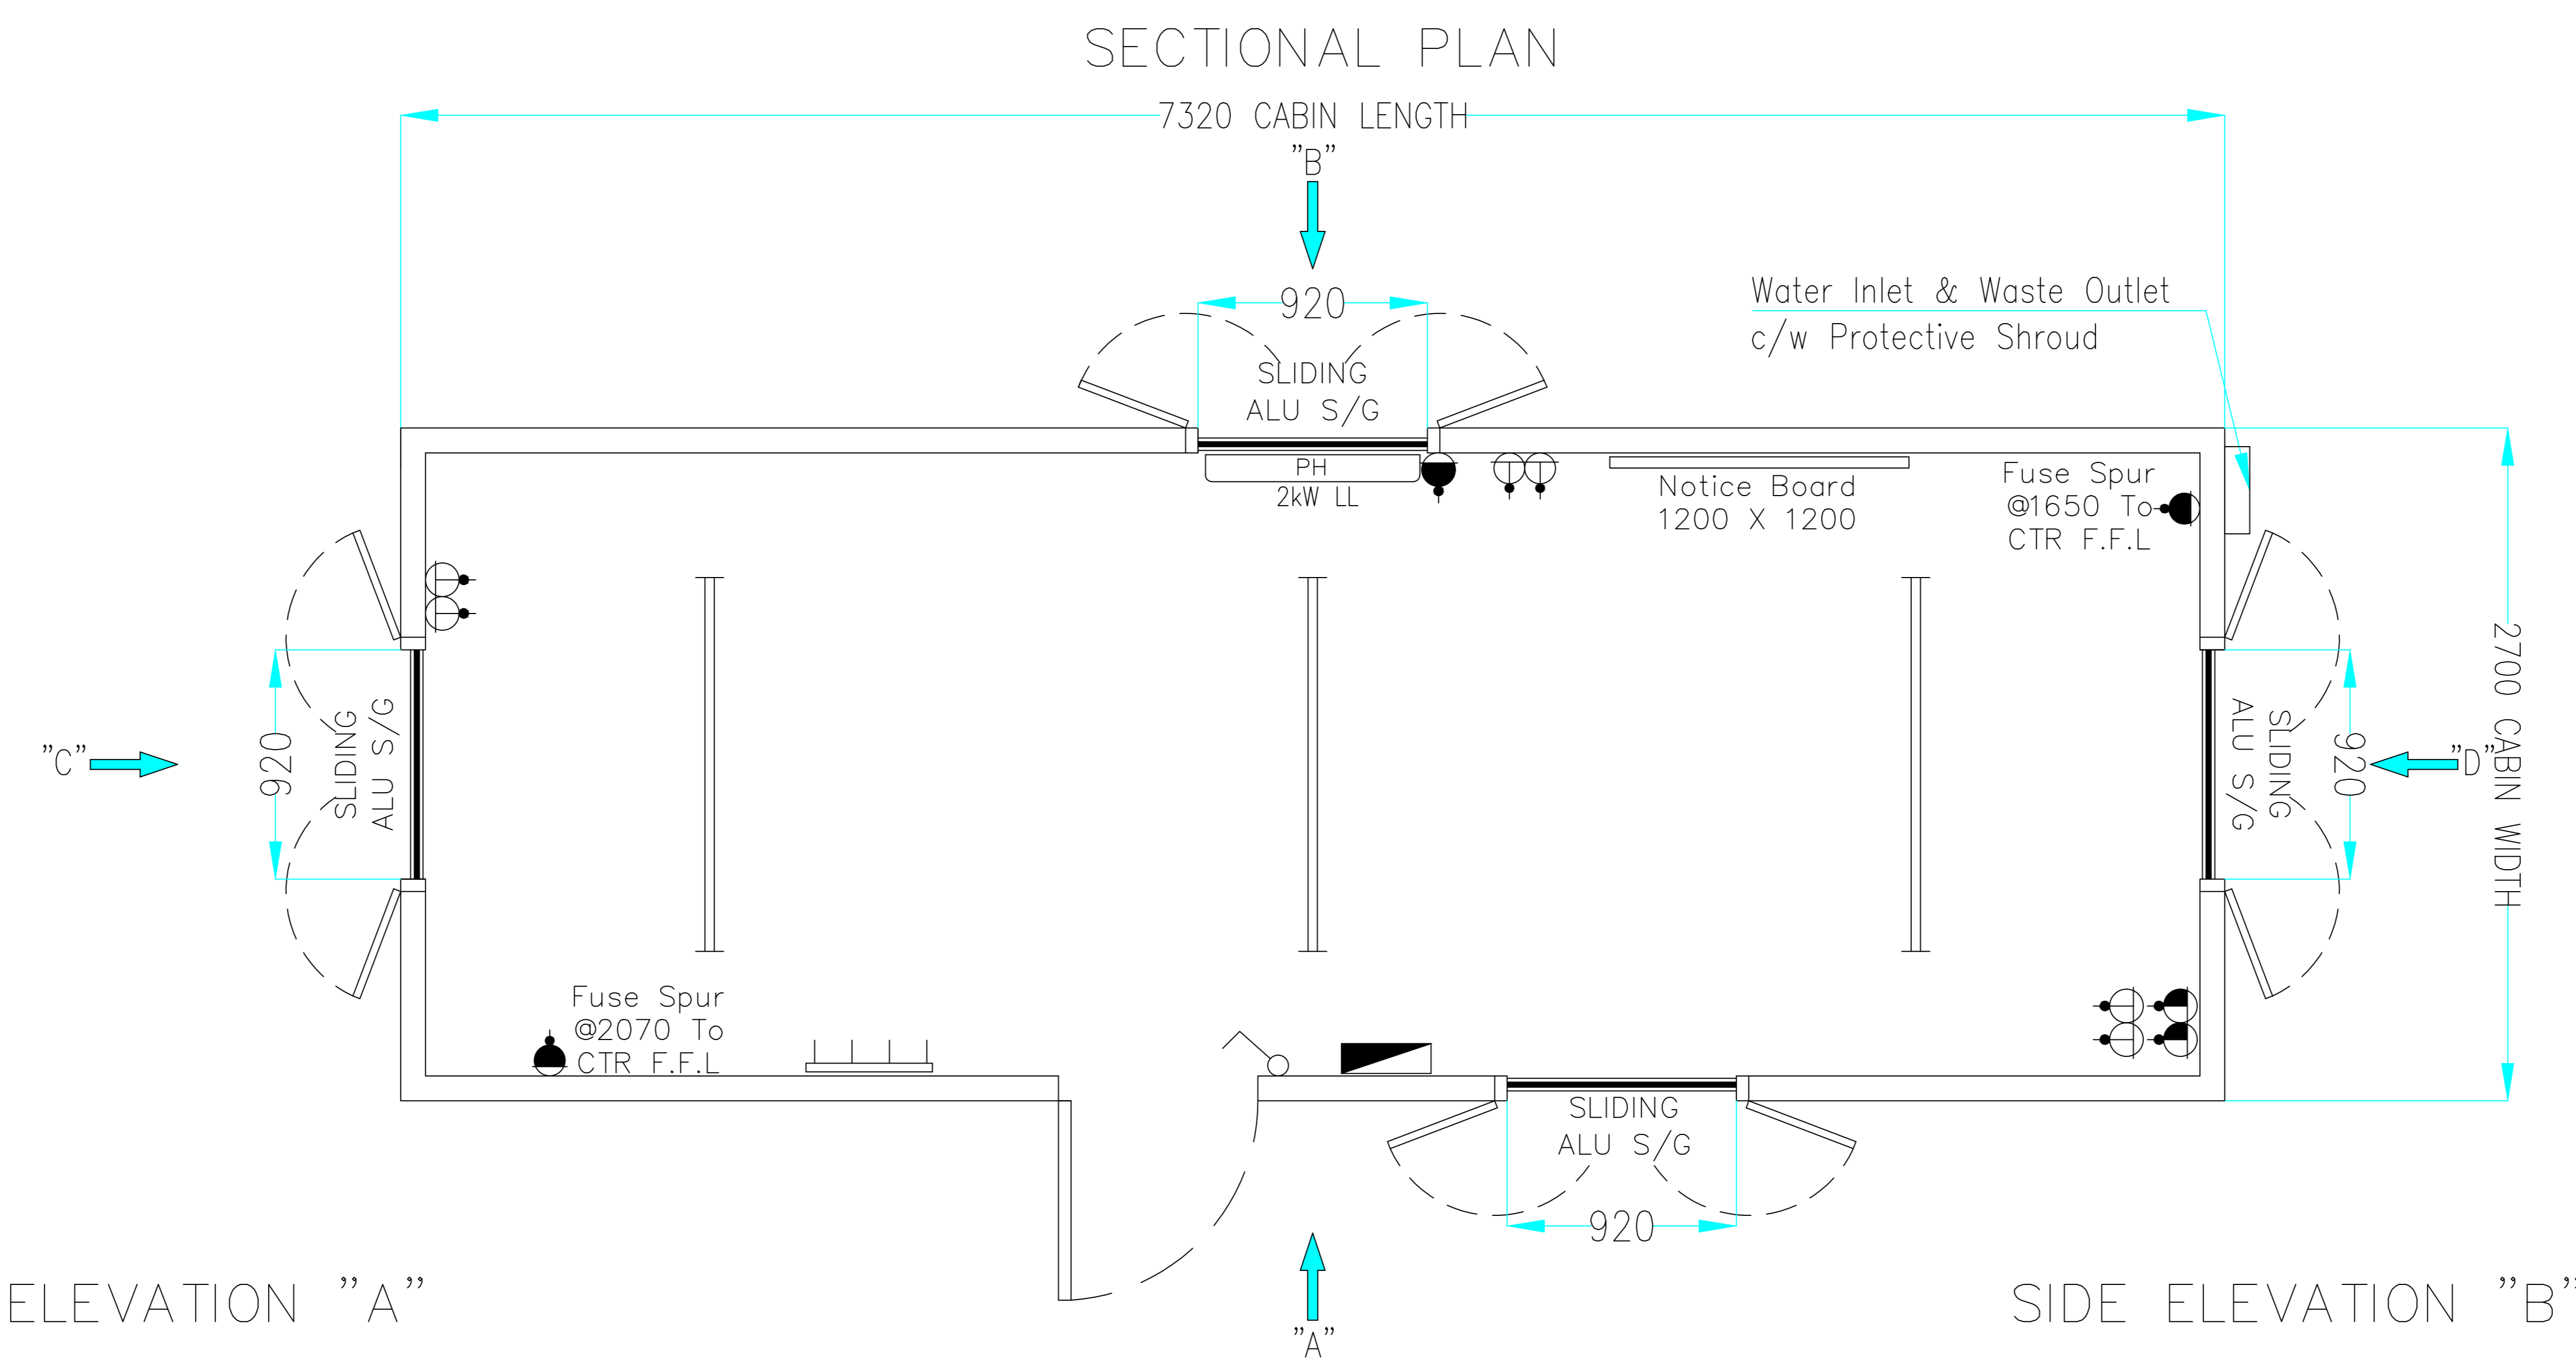 SECTIONAL PLAN
7320 CABIN LENGTH
"B"
920
Water Inlet & Waste Outlet
c/w Protective Shroud
SLIDING
ALU S/G
PH
2kW LL
Notice Board
1200 X 1200
Fuse Spur
@1650 To
CTR F.F.L
"C"
920
SLIDING
ALU S/G
SLIDING
ALU S/G
920
"D"
2700 CABIN WIDTH
Fuse Spur
@2070 To
CTR F.F.L
SLIDING
ALU S/G
920
"A"
ELEVATION "A"
SIDE ELEVATION "B"